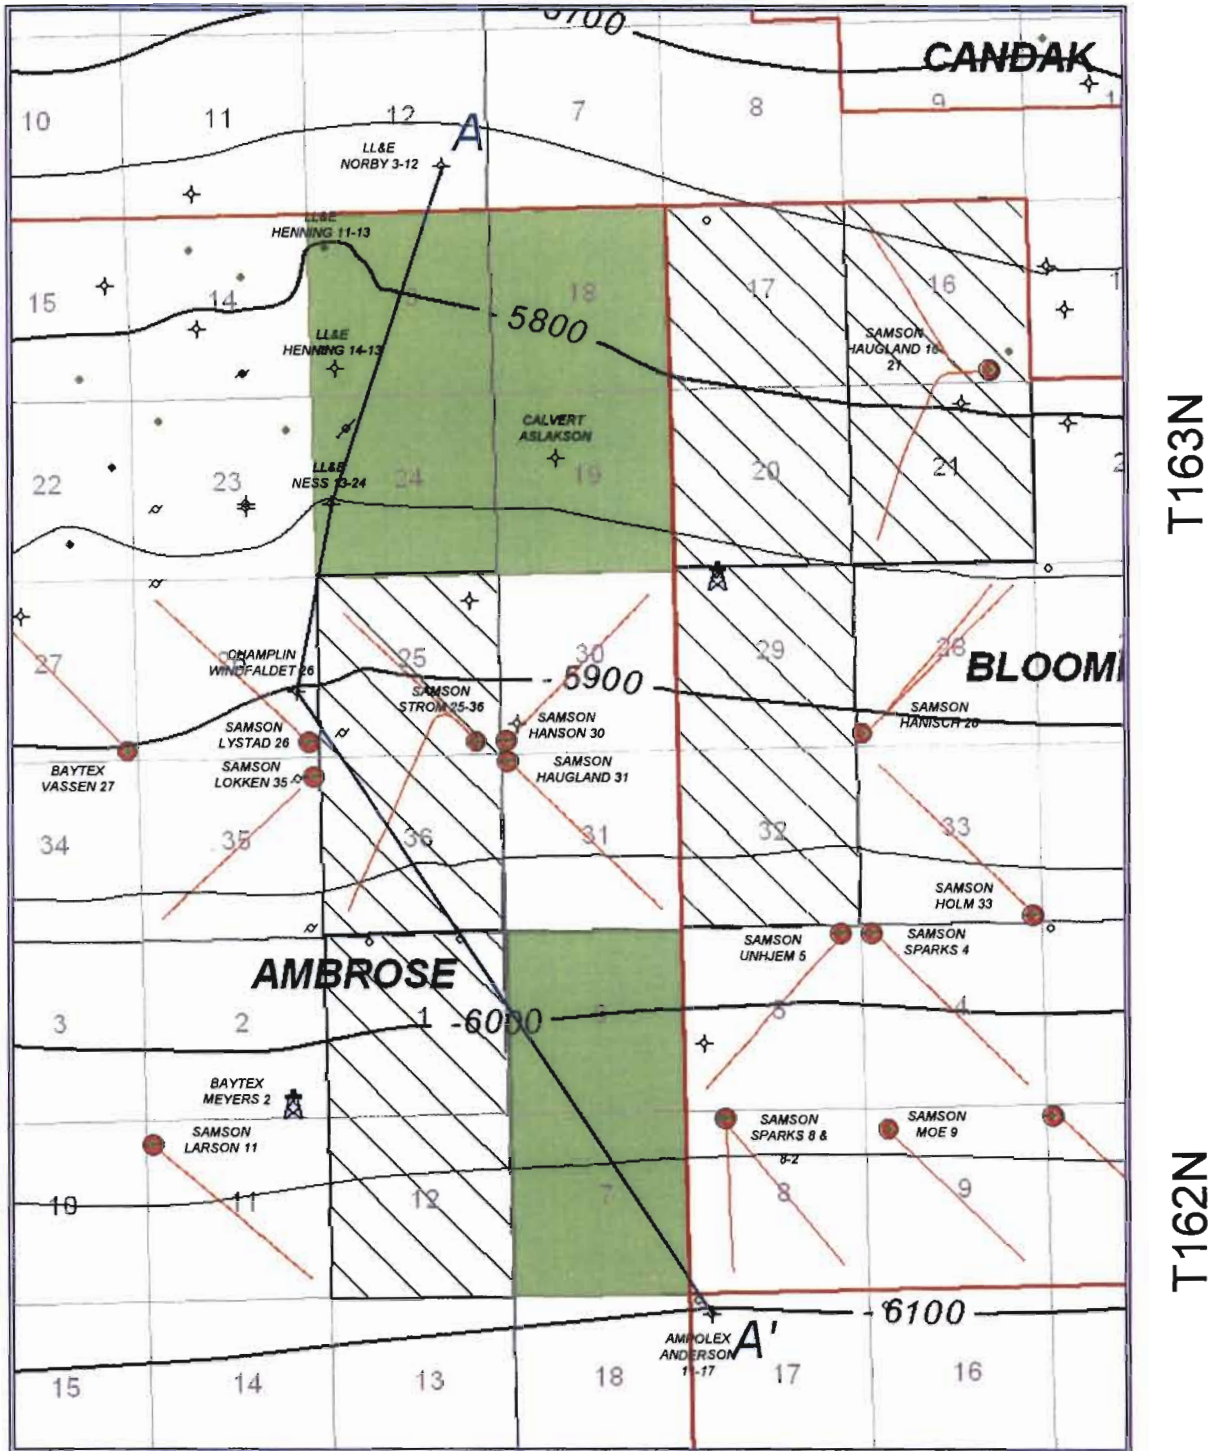 -5700
CANDAK
10
11
12
7
8
9
A
LL&E
NORBY 3-12
LL&E
HENNING 11-13
15
14
18
17
16
- 5800
SAMSON
HAUGLAND 16-
21
LL&E
HENNING 14-13
CALVERT
ASLAKSON
T163N
LL&E
NESS 13-24
22
23
24
19
20
21
27
CHAMPLIN
WINDFALDET 26
25
30
29
28
- 5900
BLOOM
SAMSON
STROM 25-36
SAMSON
LYSTAD 26
SAMSON
HANSON 30
SAMSON
HANISCH 28
BAYTEX
VASSEN 27
SAMSON
LOKKEN 35
SAMSON
HAUGLAND 31
34
35
36
31
32
33
SAMSON
HOLM 33
SAMSON
UNHJEM 5
SAMSON
SPARKS 4
AMBROSE
3
2
1
-6000
4
BAYTEX
MEYERS 2
SAMSON
LARSON 11
SAMSON
SPARKS 8 &
8-2
SAMSON
MOE 9
T162N
10
11
12
7
8
9
- 6100
AMPOLEX
ANDERSON
11-17
A'
15
14
13
18
17
16